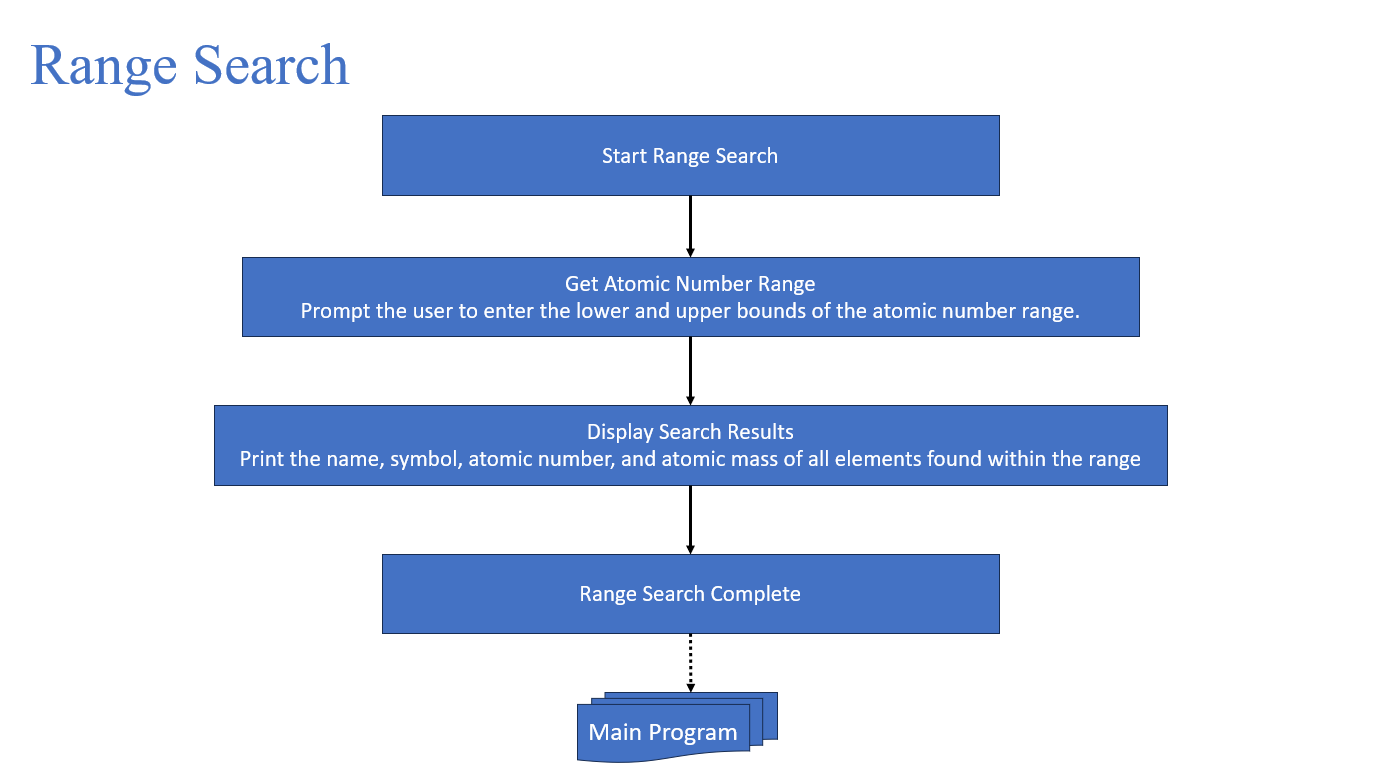 Range Search
Start Range Search
Get Atomic Number Range
Prompt the user to enter the lower and upper bounds of the atomic number range.
Display Search Results
Print the name, symbol, atomic number, and atomic mass of all elements found within the range
Range Search Complete
Main Program